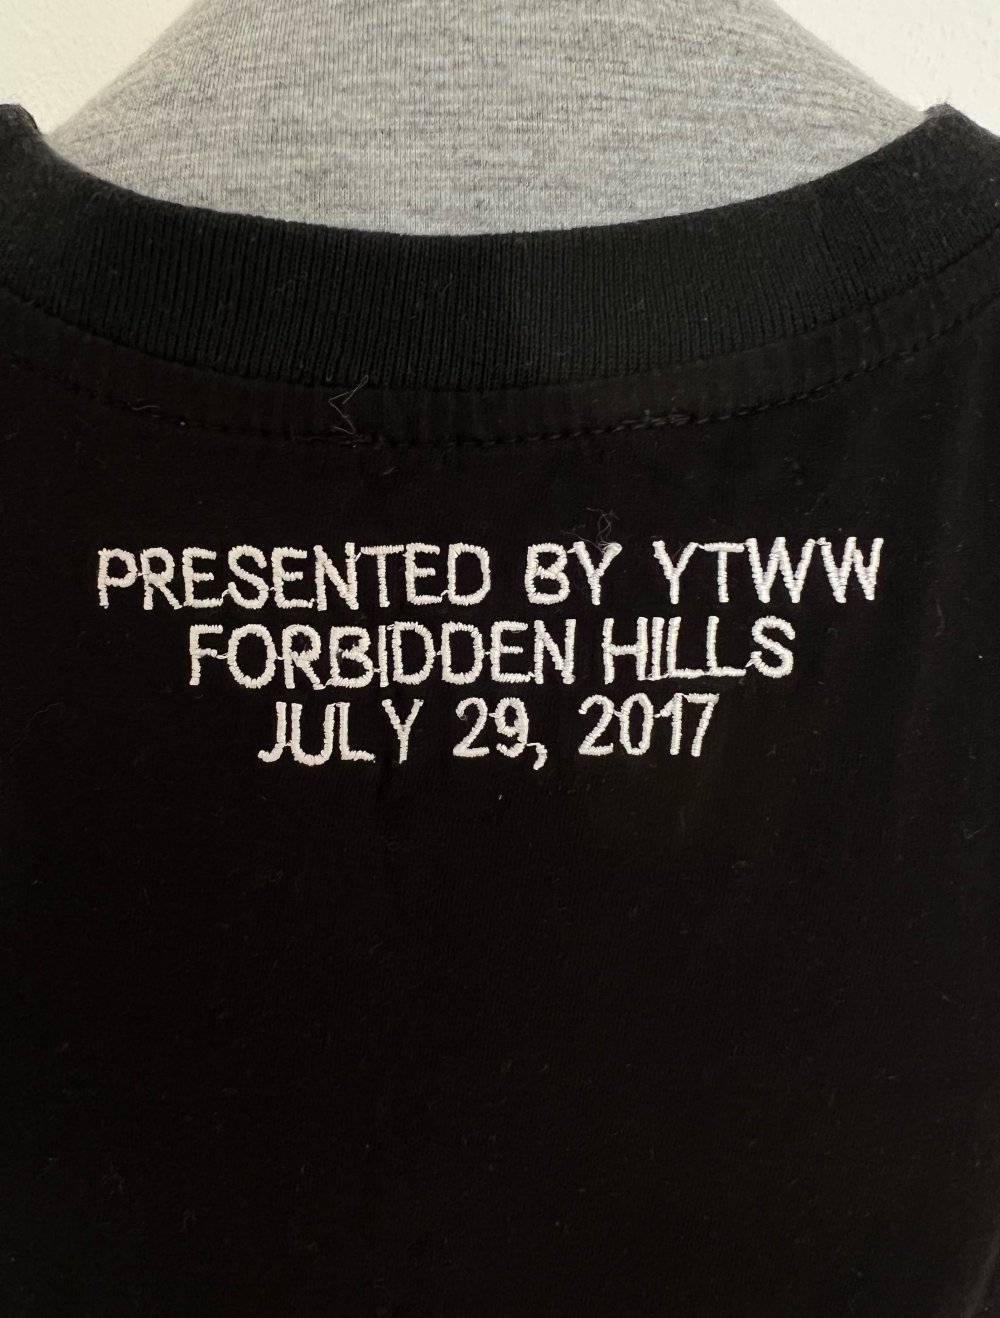 PRESENTED BY YTWW
FORBIDDEN HILLS
JULY 29, 2017